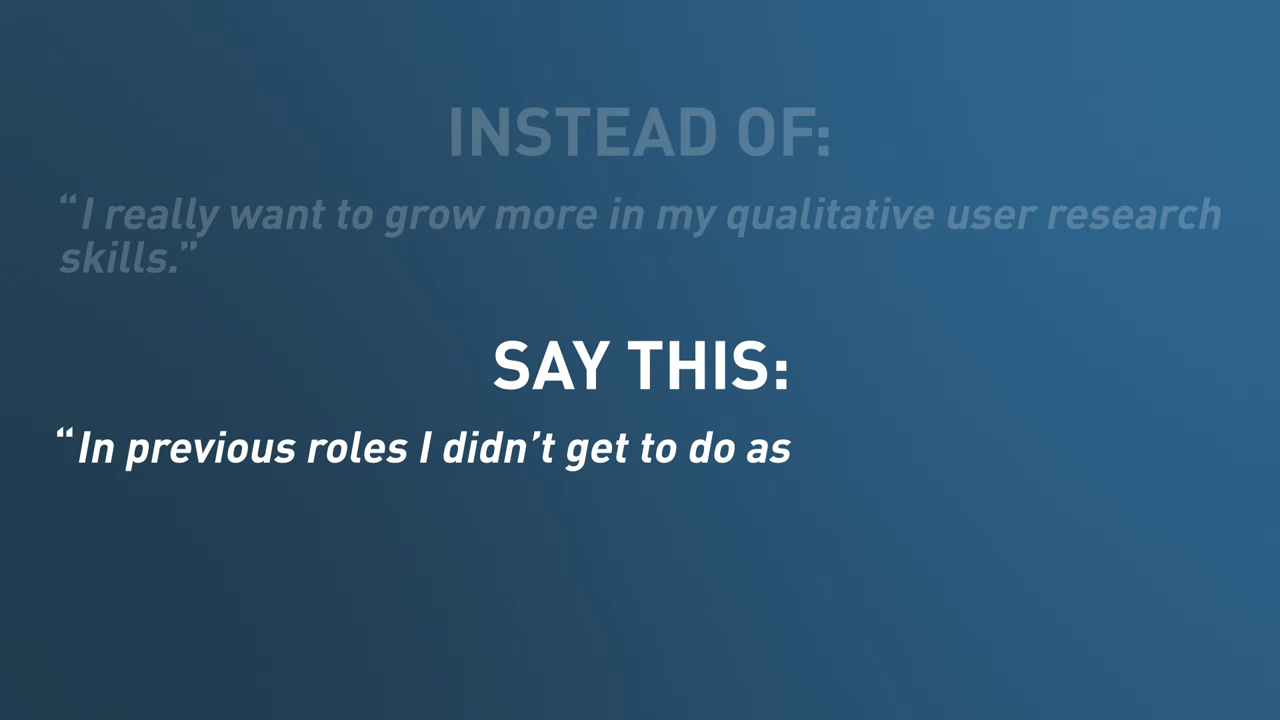 INSTEAD OF:
“I really want to grow more in my qualitative user research
skills.”
SAY THIS:
“In previous roles I didn’t get to do as